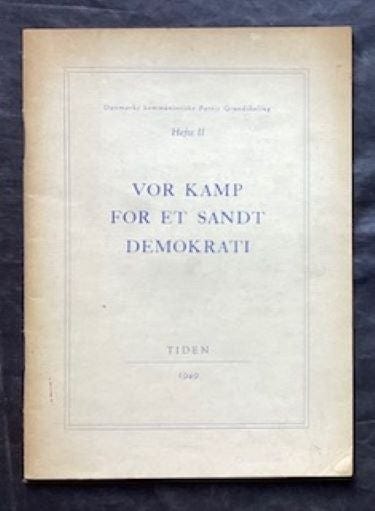 Danmarks kommunistiske Partis Grundskoling
Hefte II
VOR KAMP
FOR ET SANDT
DEMOKRATI
TIDEN
1949